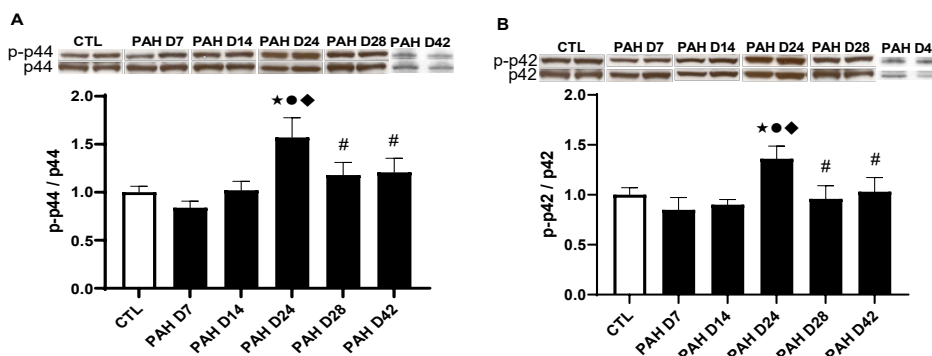 A
CTL PAH D7 PAH D14 PAH D24 PAH D28 PAH D42
p-p44
p44
p-p44 / p44
2.0
1.5
1.0
0.5
0.0
★ ● ◆
#
#
CTL
PAH D7
PAH D14
PAH D24
PAH D28
PAH D42
B
CTL PAH D7 PAH D14 PAH D24 PAH D28 PAH D4
p-p42
p42
p-p42 / p42
2.0
1.5
1.0
0.5
0.0
★ ● ◆
#
#
CTL
PAH D7
PAH D14
PAH D24
PAH D28
PAH D42